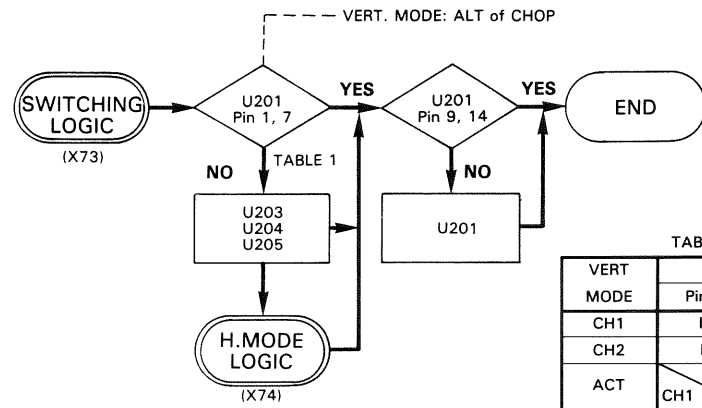 VERT. MODE: ALT of CHOP
SWITCHING
LOGIC
(X73)
U201
Pin 1, 7
YES
NO
TABLE 1
U203
U204
U205
H.MODE
LOGIC
(X74)
U201
Pin 9, 14
YES
NO
U201
END
TAB
VERT
MODE
Pin
CH1
CH2
ACT
CH1